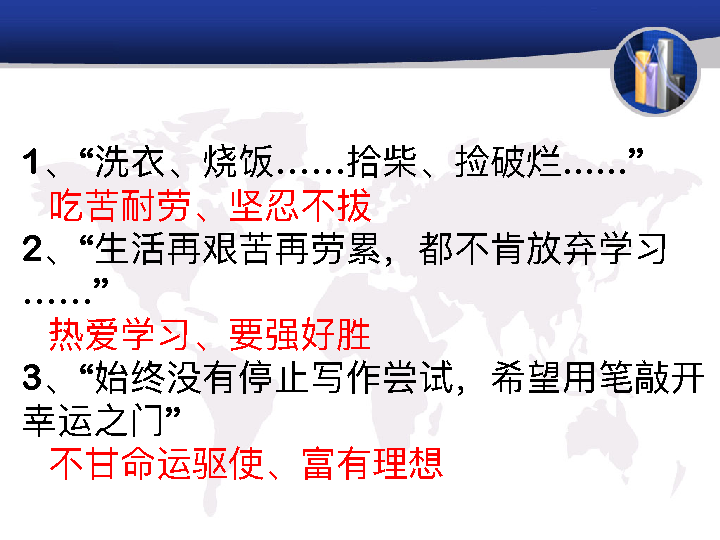 1、“洗衣、烧饭……拾柴、捡破烂……”
吃苦耐劳、坚忍不拔
2、“生活再艰苦再劳累，都不肯放弃学习
……”
热爱学习、要强好胜
3、“始终没有停止写作尝试，希望用笔敲开
幸运之门”
不甘命运驱使、富有理想